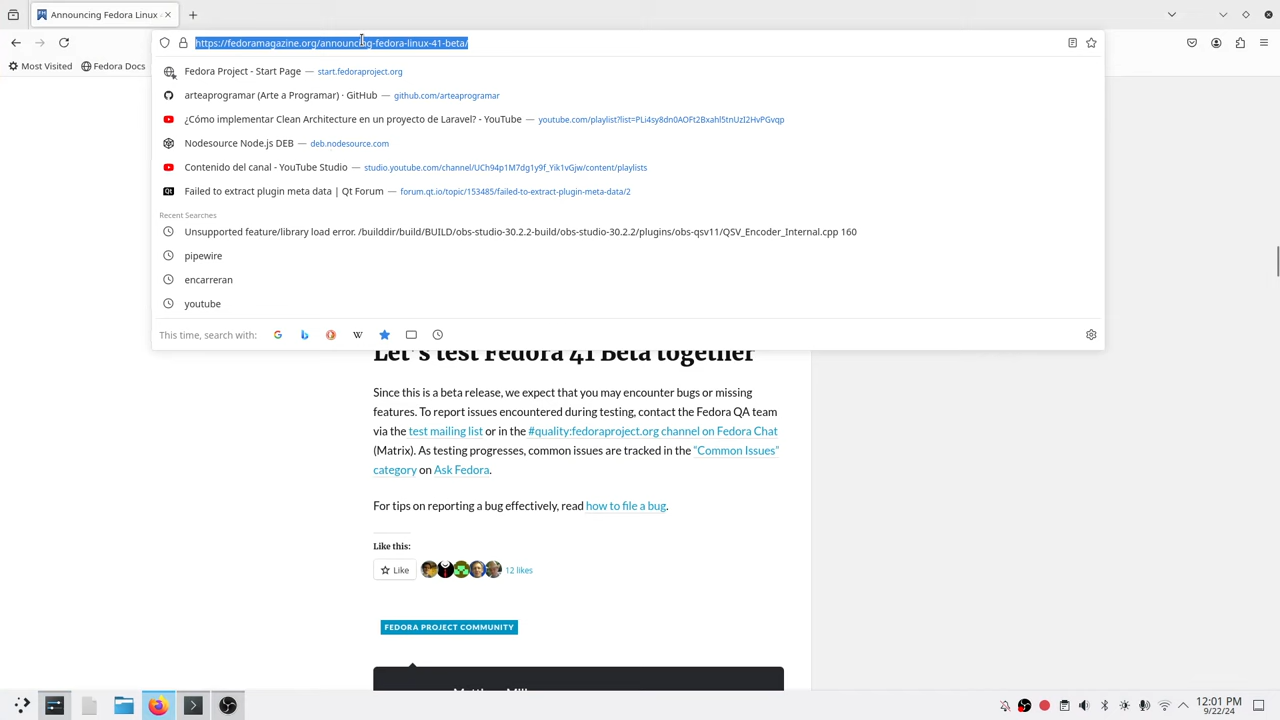 Announcing Fedora Linux
https://fedoramagazine.org/announcing-fedora-linux-41-beta/
Most Visited
Fedora Docs
Fedora Project - Start Page — start.fedoraproject.org
arteaprogramar (Arte a Programar) · GitHub — github.com/arteaprogramar
¿Cómo implementar Clean Architecture en un proyecto de Laravel? - YouTube — youtube.com/playlist?list=PLi4sy8dn0AOFt2Bxahl5tnUzI2HvPGvqp
Nodesource Node.js DEB — deb.nodesource.com
Contenido del canal - YouTube Studio — studio.youtube.com/channel/UCh94p1M7dg1y9f_Yik1vGjw/content/playlists
Failed to extract plugin meta data | Qt Forum — forum.qt.io/topic/153485/failed-to-extract-plugin-meta-data/2
Recent Searches
Unsupported feature/library load error. /builddir/build/BUILD/obs-studio-30.2.2-build/obs-studio-30.2.2/plugins/obs-qsv11/QSV_Encoder_Internal.cpp 160
pipewire
encarreran
youtube
This time, search with:
Let's test Fedora 41 Beta together
Since this is a beta release, we expect that you may encounter bugs or missing
features. To report issues encountered during testing, contact the Fedora QA team
via the test mailing list or in the #quality:fedoraproject.org channel on Fedora Chat
(Matrix). As testing progresses, common issues are tracked in the “Common Issues”
category on Ask Fedora.
For tips on reporting a bug effectively, read how to file a bug.
Like this:
Like
12 likes
FEDORA PROJECT COMMUNITY
12:01 PM
9/22/24